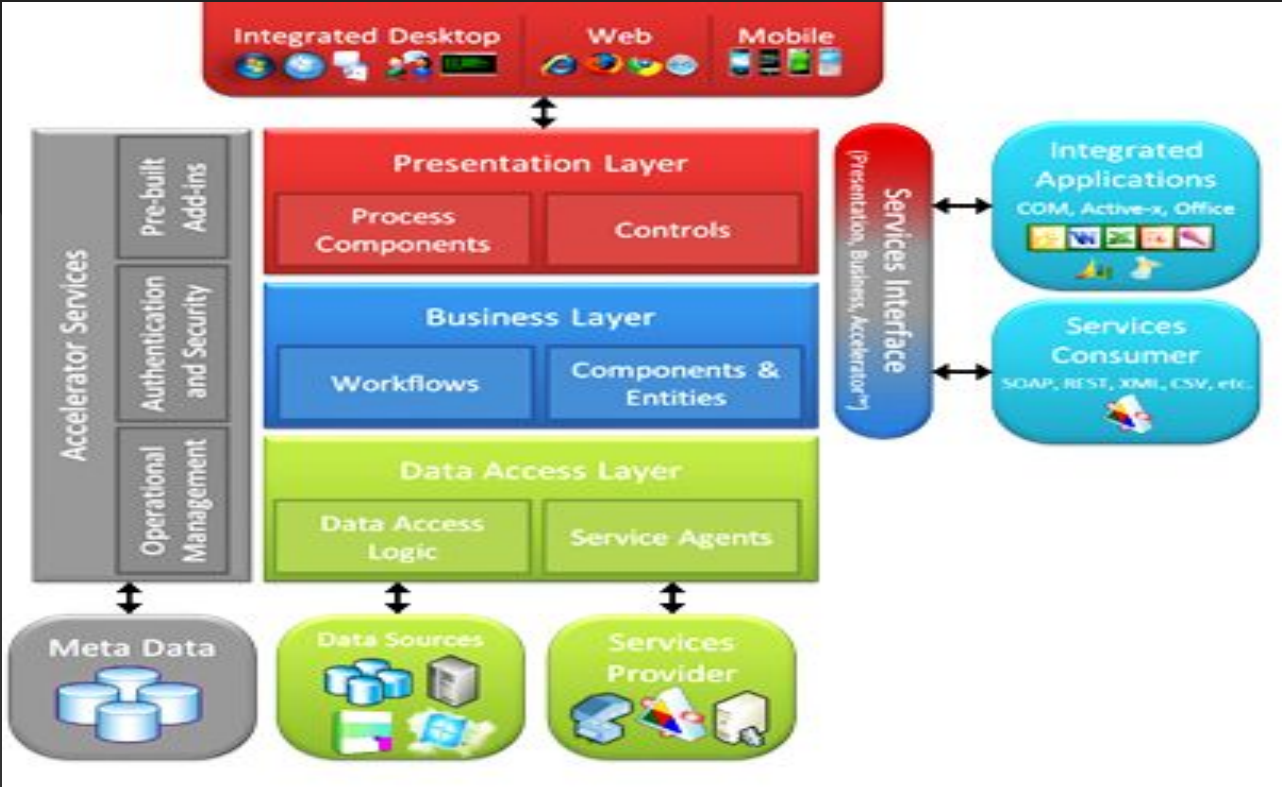 Integrated Desktop
Web
Mobile
Accelerator Services
Pre-built
Add-ins
Authentication
and Security
Operational
Management
Presentation Layer
Process
Components
Controls
Business Layer
Workflows
Components &
Entities
Data Access Layer
Data Access
Logic
Service Agents
Services Interface
(Presentation, Business, Accelerator™)
Integrated
Applications
COM, Active-x, Office
Services
Consumer
SOAP, REST, XML, CSV, etc.
Meta Data
Data Sources
Services
Provider